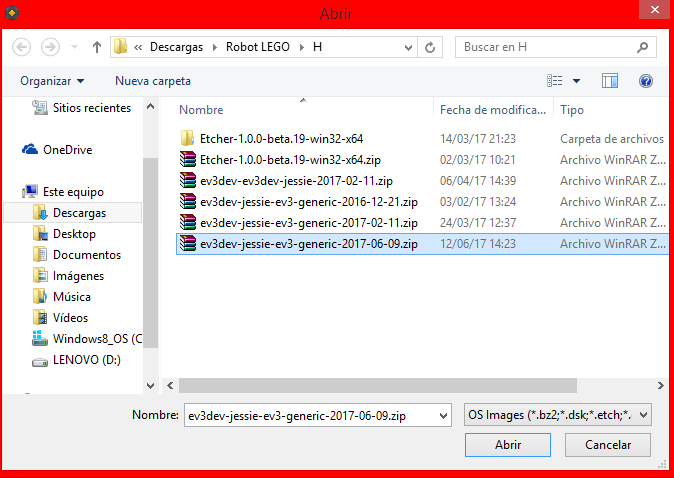 Abrir
« Descargas › Robot LEGO › H
Buscar en H
Organizar Nueva carpeta
Sitios recientes
OneDrive
Este equipo
Descargas
Desktop
Documentos
Imágenes
Música
Vídeos
Windows8_OS (C
LENOVO (D:)
Nombre Fecha de modifica... Tipo
Etcher-1.0.0-beta.19-win32-x64 14/03/17 21:23 Carpeta de archivos
Etcher-1.0.0-beta.19-win32-x64.zip 02/03/17 10:21 Archivo WinRAR Z...
ev3dev-ev3dev-jessie-2017-02-11.zip 06/04/17 14:39 Archivo WinRAR Z...
ev3dev-jessie-ev3-generic-2016-12-21.zip 03/02/17 13:24 Archivo WinRAR Z...
ev3dev-jessie-ev3-generic-2017-02-11.zip 24/03/17 12:37 Archivo WinRAR Z...
ev3dev-jessie-ev3-generic-2017-06-09.zip 12/06/17 14:23 Archivo WinRAR Z...
Nombre: ev3dev-jessie-ev3-generic-2017-06-09.zip OS Images (*.bz2;*.dsk;*.etch;*.
Abrir Cancelar